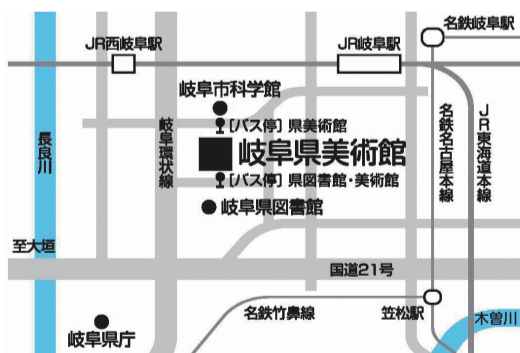 名鉄岐阜駅
JR西岐阜駅
JR岐阜駅
岐阜市科学館
[バス停]県美術館
岐阜県美術館
[バス停]県図書館・美術館
岐阜県図書館
長良川
岐阜環状線
名鉄名古屋本線
JR東海道本線
至大垣
国道21号
名鉄竹鼻線
笠松駅
木曽川
岐阜県庁